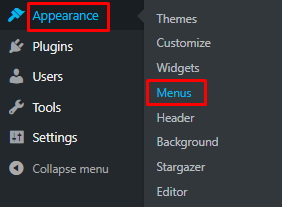 Appearance
Plugins
Users
Tools
Settings
Collapse menu
Themes
Customize
Widgets
Menus
Header
Background
Stargazer
Editor